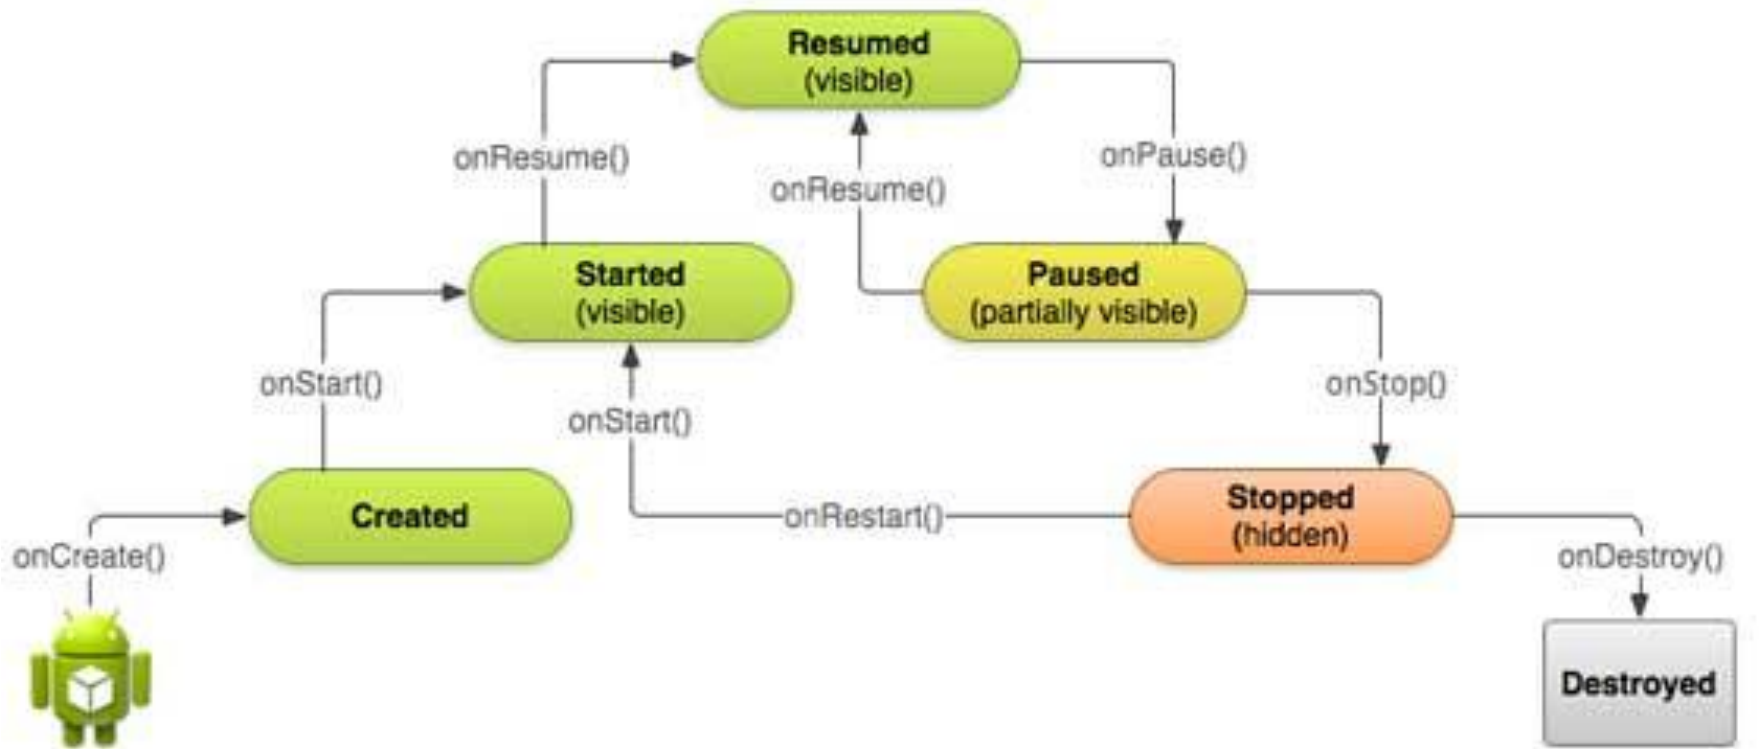 Resumed
(visible)
onResume()
onPause()
onResume()
Started
(visible)
Paused
(partially visible)
onStart()
onStop()
onStart()
Created
onRestart()
Stopped
(hidden)
onCreate()
onDestroy()
Destroyed